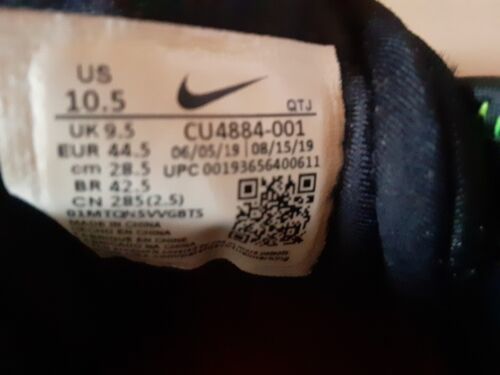 US
10.5
QTJ
UK 9.5
CU4884-001
EUR 44.5
06/05/19 08/15/19
cm 28.5
UPC 00193656400611
BR 42.5
CN 285(2.5)
MADE IN CHINA